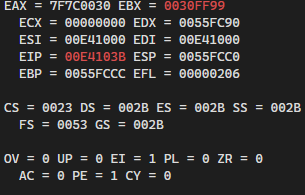 EAX = 7F7C0030 EBX = 0030FF99
ECX = 00000000 EDX = 0055FC90
ESI = 00E41000 EDI = 00E41000
EIP = 00E4103B ESP = 0055FCC0
EBP = 0055FCCC EFL = 00000206
CS = 0023 DS = 002B ES = 002B SS = 002B
FS = 0053 GS = 002B
OV = 0 UP = 0 EI = 1 PL = 0 ZR = 0
AC = 0 PE = 1 CY = 0